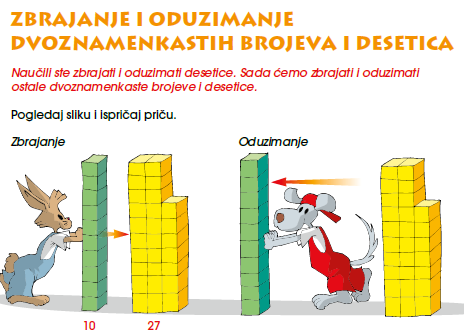 ZBRAJANJE I ODUZIMANJE
DVOZNAMENKASTIH BROJEVA I DESETICA
Naučili ste zbrajati i oduzimati desetice. Sada ćemo zbrajati i oduzimati
ostale dvoznamenkaste brojeve i desetice.
Pogledaj sliku i ispričaj priču.
Zbrajanje
Oduzimanje
10 27